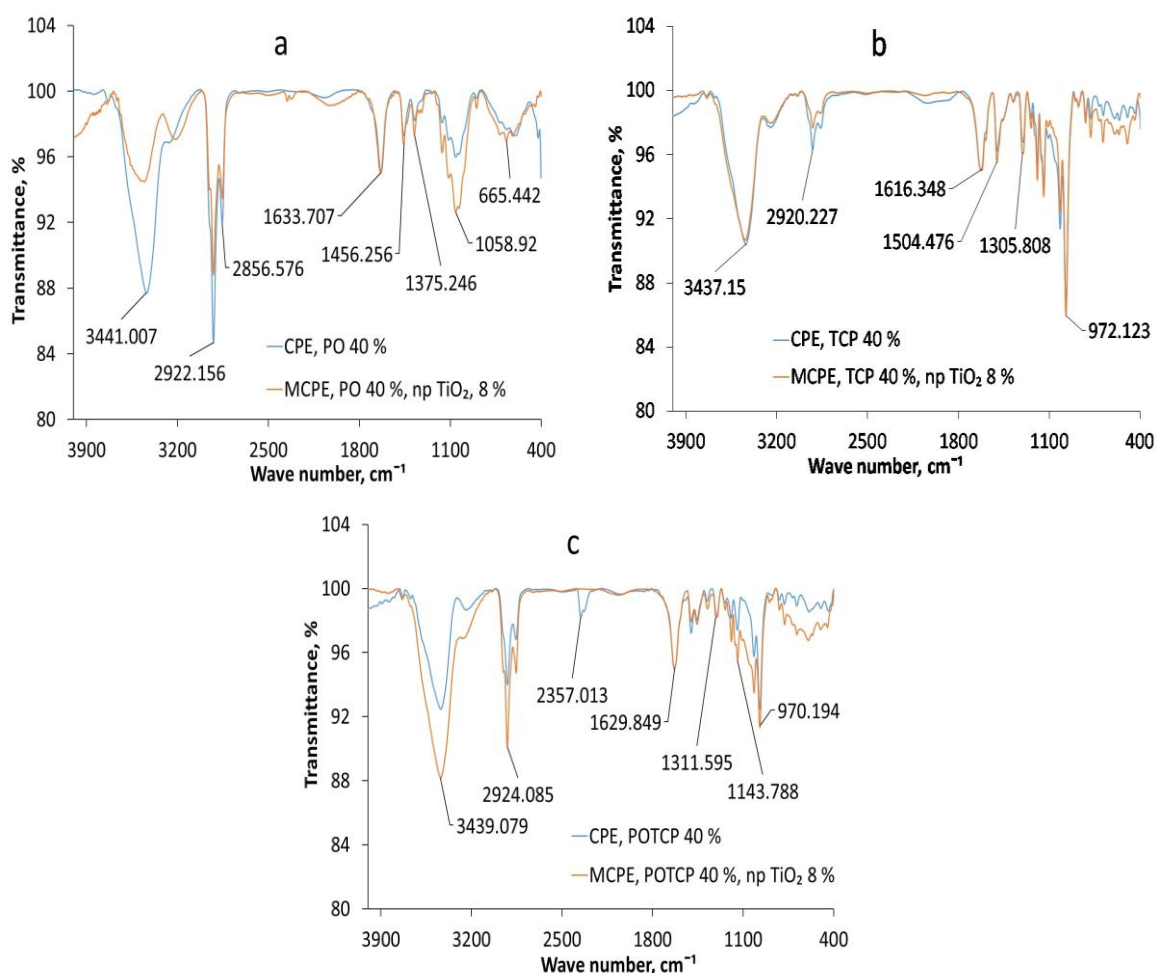 a
104
100
96
92
88
84
80
Transmittance, %
3441.007
2922.156
2856.576
1633.707
1456.256
1375.246
1058.92
665.442
CPE, PO 40 %
MCPE, PO 40 %, np TiO₂, 8 %
3900 3200 2500 1800 1100 400
Wave number, cm⁻¹
b
104
100
96
92
88
84
80
Transmittance, %
3437.15
2920.227
1616.348
1504.476
1305.808
972.123
CPE, TCP 40 %
MCPE, TCP 40 %, np TiO₂ 8 %
3900 3200 2500 1800 1100 400
Wave number, cm⁻¹
c
104
100
96
92
88
84
80
Transmittance, %
3439.079
2924.085
2357.013
1629.849
1311.595
1143.788
970.194
CPE, POTCP 40 %
MCPE, POTCP 40 %, np TiO₂ 8 %
3900 3200 2500 1800 1100 400
Wave number, cm⁻¹